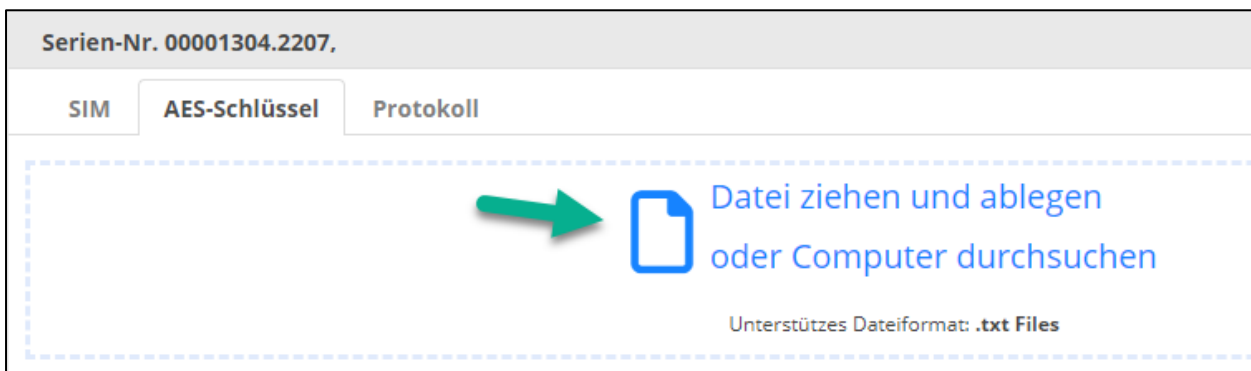 Serien-Nr. 00001304.2207,
SIM AES-Schlüssel Protokoll
Datei ziehen und ablegen
oder Computer durchsuchen
Unterstützes Dateiformat: .txt Files